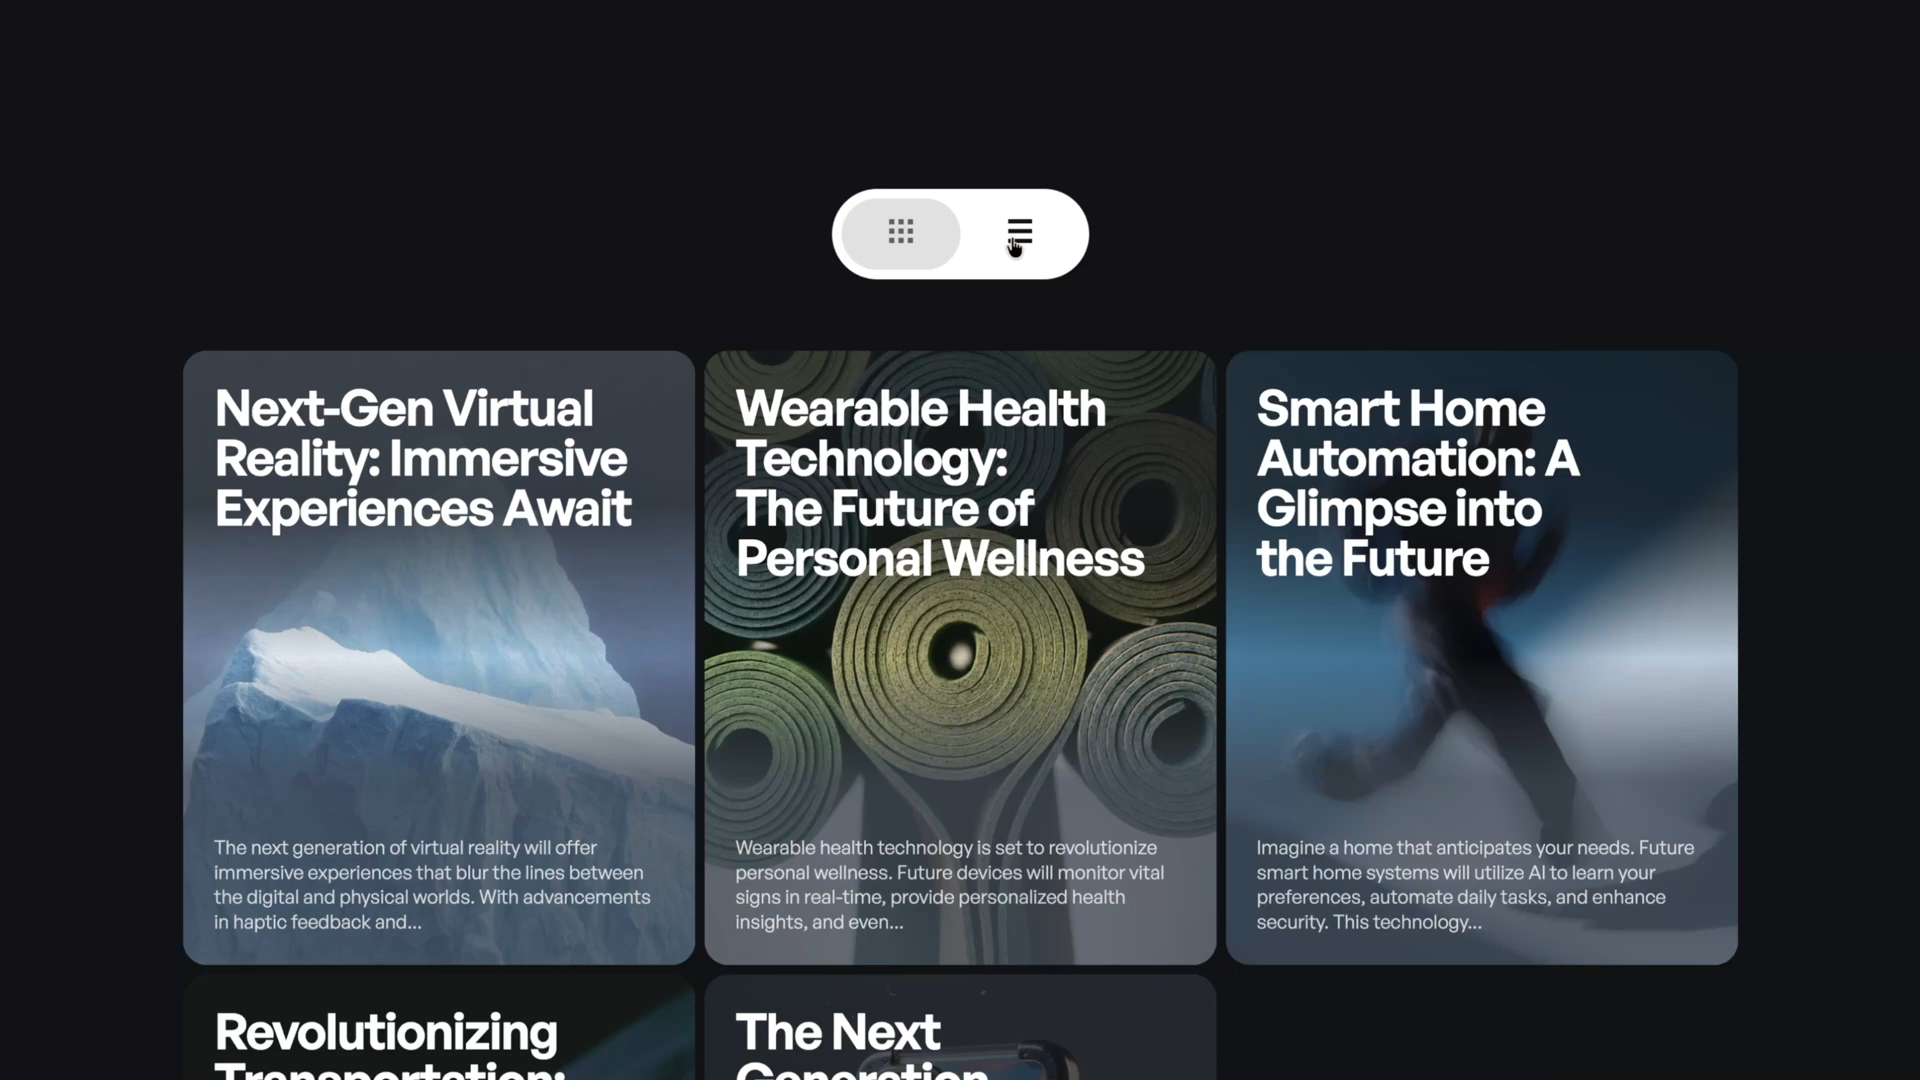 Next-Gen Virtual
Reality: Immersive
Experiences Await
The next generation of virtual reality will offer
immersive experiences that blur the lines between
the digital and physical worlds. With advancements
in haptic feedback and...
Wearable Health
Technology:
The Future of
Personal Wellness
Wearable health technology is set to revolutionize
personal wellness. Future devices will monitor vital
signs in real-time, provide personalized health
insights, and even...
Smart Home
Automation: A
Glimpse into
the Future
Imagine a home that anticipates your needs. Future
smart home systems will utilize AI to learn your
preferences, automate daily tasks, and enhance
security. This technology...
Revolutionizing
Transportation:
The Next
Generation